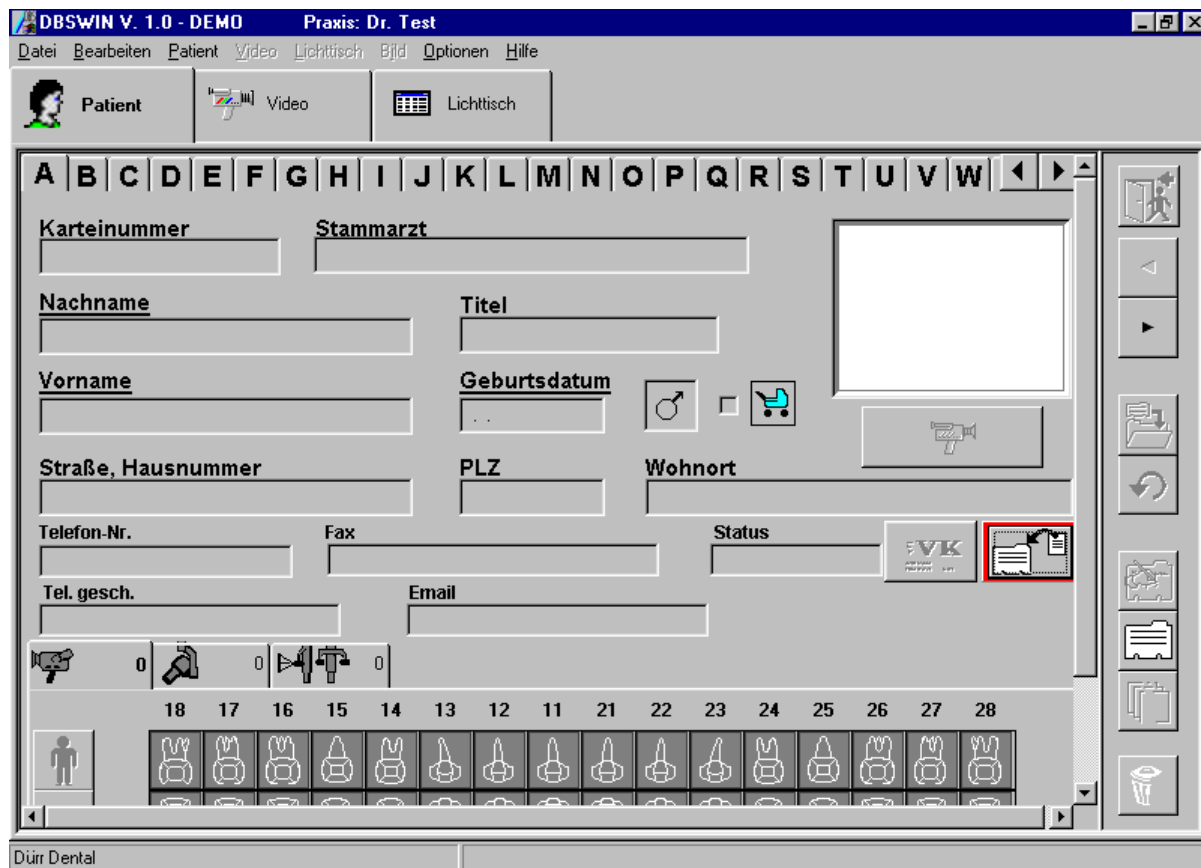 DBSWIN V. 1.0 - DEMO Praxis: Dr. Test
Datei Bearbeiten Patient Video Lichttisch Bild Optionen Hilfe
Patient Video Lichttisch
A B C D E F G H I J K L M N O P Q R S T U V W
Karteinummer Stammarzt
Nachname Titel
Vorname Geburtsdatum
. .
Straße, Hausnummer PLZ Wohnort
Telefon-Nr. Fax Status
VK
Tel. gesch. Email
0 0 0
18 17 16 15 14 13 12 11 21 22 23 24 25 26 27 28
Dürr Dental